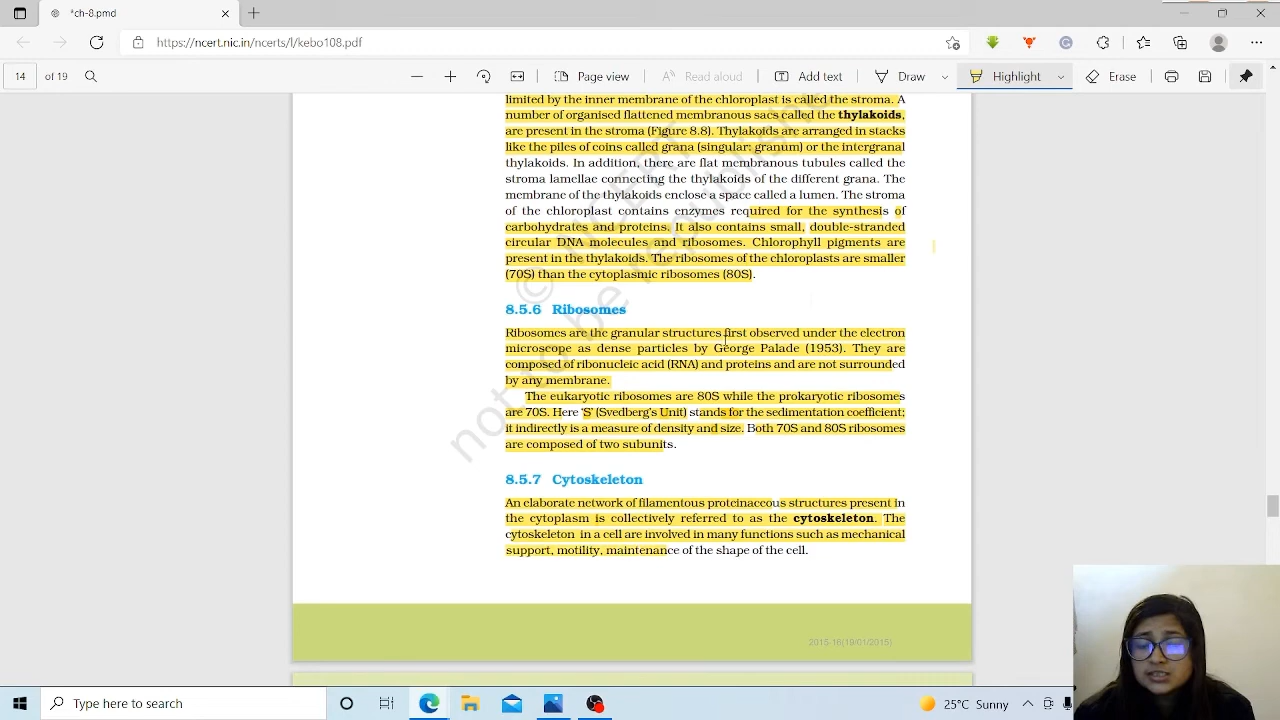 *ch-8.pmd
https://ncert.nic.in/ncerts/l/kebo108.pdf
14 of 19 Page view Read aloud Add text Draw Highlight Erase
limited by the inner membrane of the chloroplast is called the stroma. A
number of organised flattened membranous sacs called the thylakoids,
are present in the stroma (Figure 8.8). Thylakoids are arranged in stacks
like the piles of coins called grana (singular: granum) or the intergranal
thylakoids. In addition, there are flat membranous tubules called the
stroma lamellae connecting the thylakoids of the different grana. The
membrane of the thylakoids enclose a space called a lumen. The stroma
of the chloroplast contains enzymes required for the synthesis of
carbohydrates and proteins. It also contains small, double-stranded
circular DNA molecules and ribosomes. Chlorophyll pigments are
present in the thylakoids. The ribosomes of the chloroplasts are smaller
(70S) than the cytoplasmic ribosomes (80S).
8.5.6 Ribosomes
Ribosomes are the granular structures first observed under the electron
microscope as dense particles by George Palade (1953). They are
composed of ribonucleic acid (RNA) and proteins and are not surrounded
by any membrane.
The eukaryotic ribosomes are 80S while the prokaryotic ribosomes
are 70S. Here 'S' (Svedberg's Unit) stands for the sedimentation coefficient;
it indirectly is a measure of density and size. Both 70S and 80S ribosomes
are composed of two subunits.
8.5.7 Cytoskeleton
An elaborate network of filamentous proteinaceous structures present in
the cytoplasm is collectively referred to as the cytoskeleton. The
cytoskeleton in a cell are involved in many functions such as mechanical
support, motility, maintenance of the shape of the cell.
2015-16(19/01/2015)
Type here to search
25°C Sunny